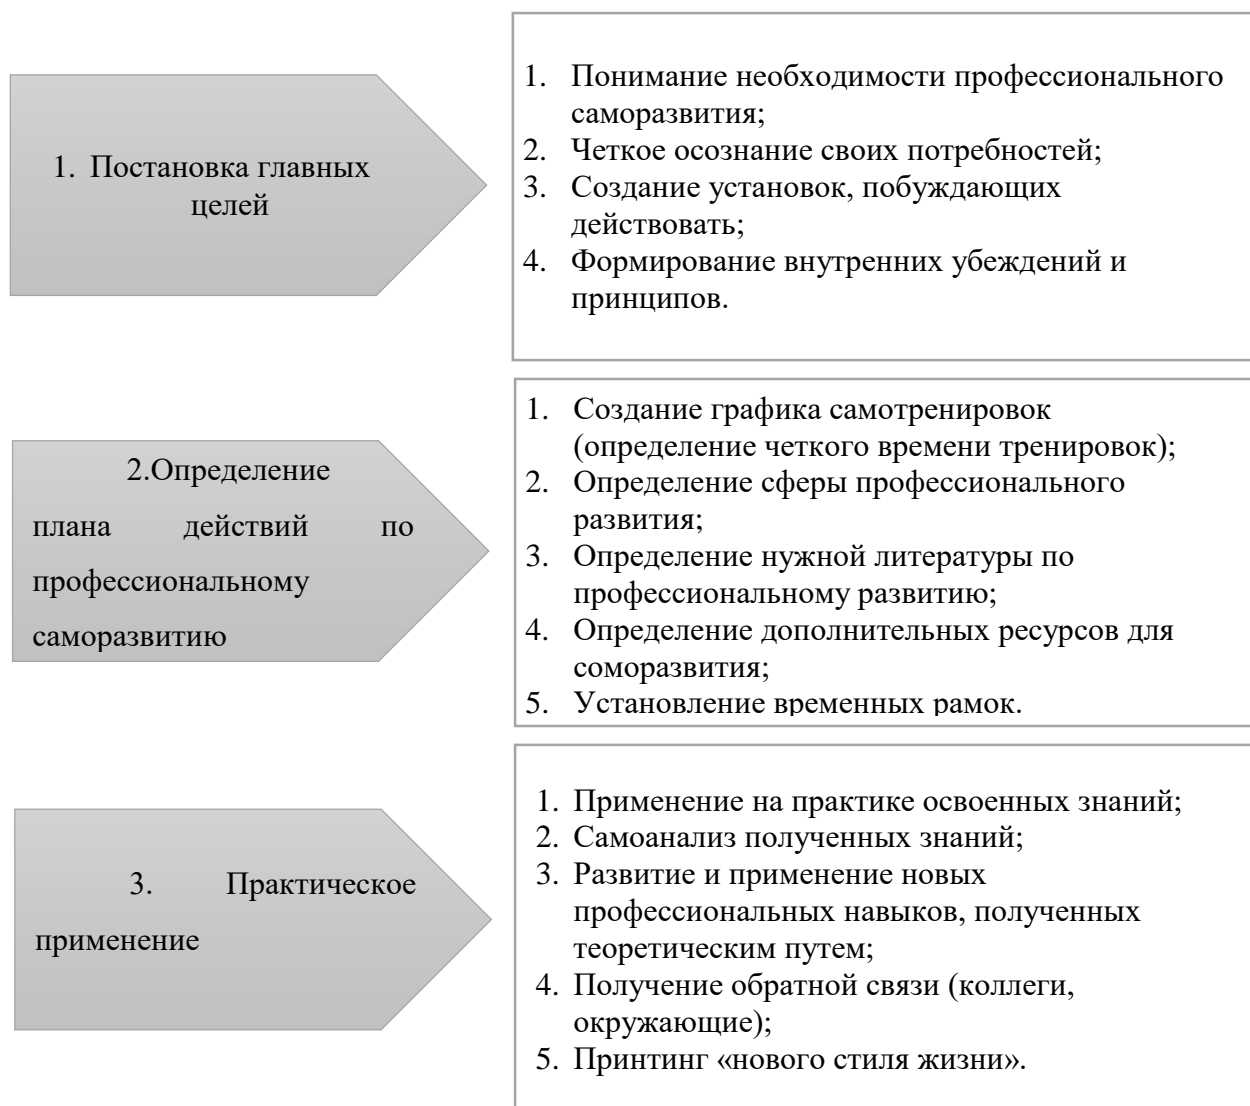 1. Постановка главных
целей
1. Понимание необходимости профессионального
саморазвития;
2. Четкое осознание своих потребностей;
3. Создание установок, побуждающих
действовать;
4. Формирование внутренних убеждений и
принципов.
2.Определение
плана действий по
профессиональному
саморазвитию
1. Создание графика самотренировок
(определение четкого времени тренировок);
2. Определение сферы профессионального
развития;
3. Определение нужной литературы по
профессиональному развитию;
4. Определение дополнительных ресурсов для
соморазвития;
5. Установление временных рамок.
3. Практическое
применение
1. Применение на практике освоенных знаний;
2. Самоанализ полученных знаний;
3. Развитие и применение новых
профессиональных навыков, полученных
теоретическим путем;
4. Получение обратной связи (коллеги,
окружающие);
5. Принтинг «нового стиля жизни».